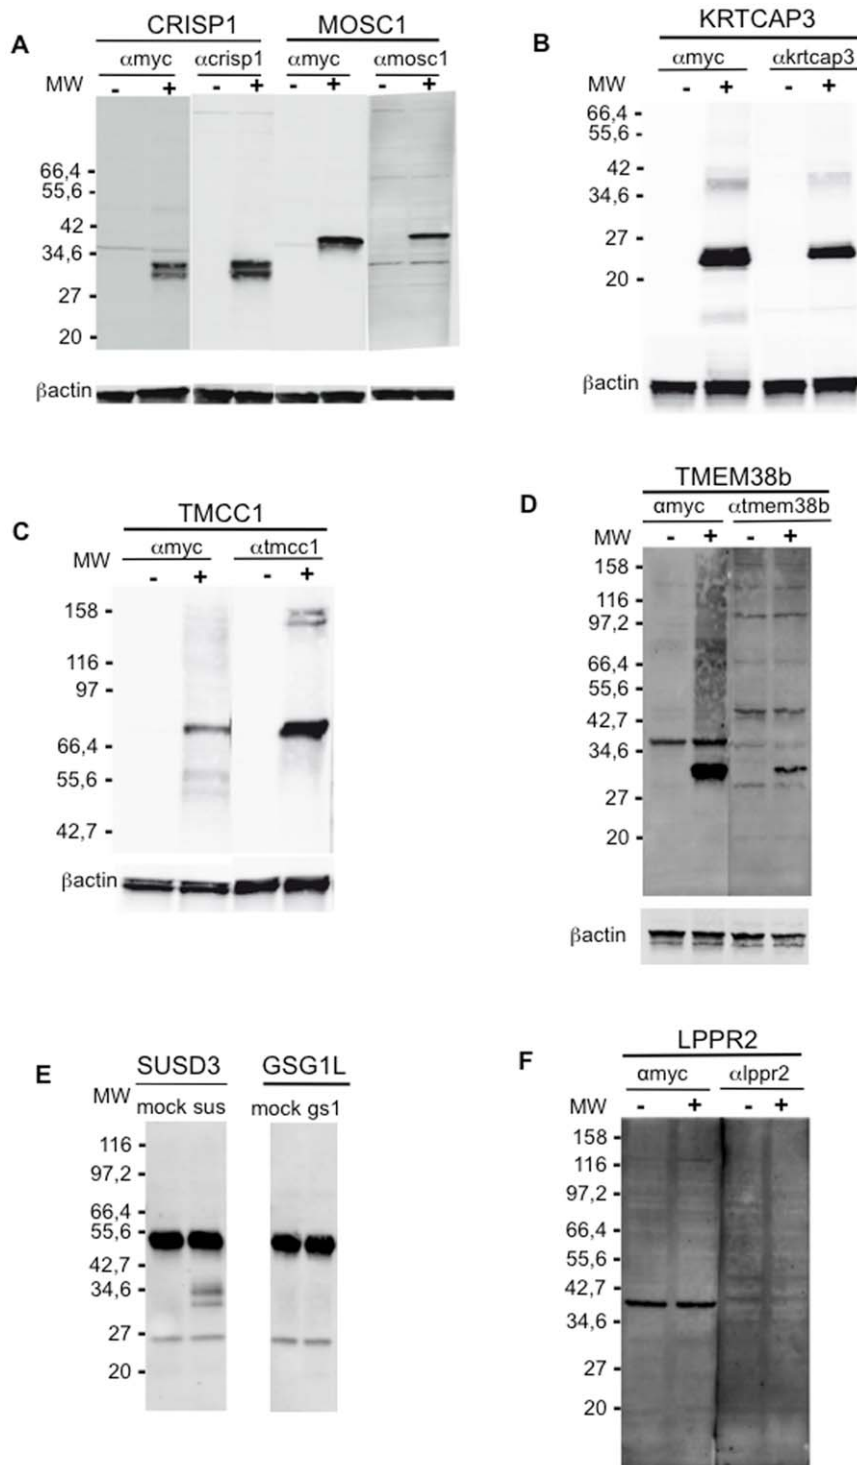 A
CRISP1 MOSC1
αmyc αcrisp1 αmyc αmosc1
MW - + - + - + - +
66,4 -
55,6 -
42 -
34,6 -
27 -
20 -
βactin
B
KRTCAP3
αmyc αkrtcap3
MW - + - +
66,4 -
55,6 -
42 -
34,6 -
27 -
20 -
βactin
C
TMCC1
αmyc αtmcc1
MW - + - +
158 -
116 -
97 -
66,4 -
55,6 -
42,7 -
βactin
D
TMEM38b
αmyc αtmem38b
MW - + - +
158 -
116 -
97,2 -
66,4 -
55,6 -
42,7 -
34,6 -
27 -
20 -
βactin
E
SUSD3 GSG1L
MW mock sus mock gs1
116 -
97,2 -
66,4 -
55,6 -
42,7 -
34,6 -
27 -
20 -
F
LPPR2
αmyc αlppr2
MW - + - +
158 -
116 -
97,2 -
66,4 -
55,6 -
42,7 -
34,6 -
27 -
20 -